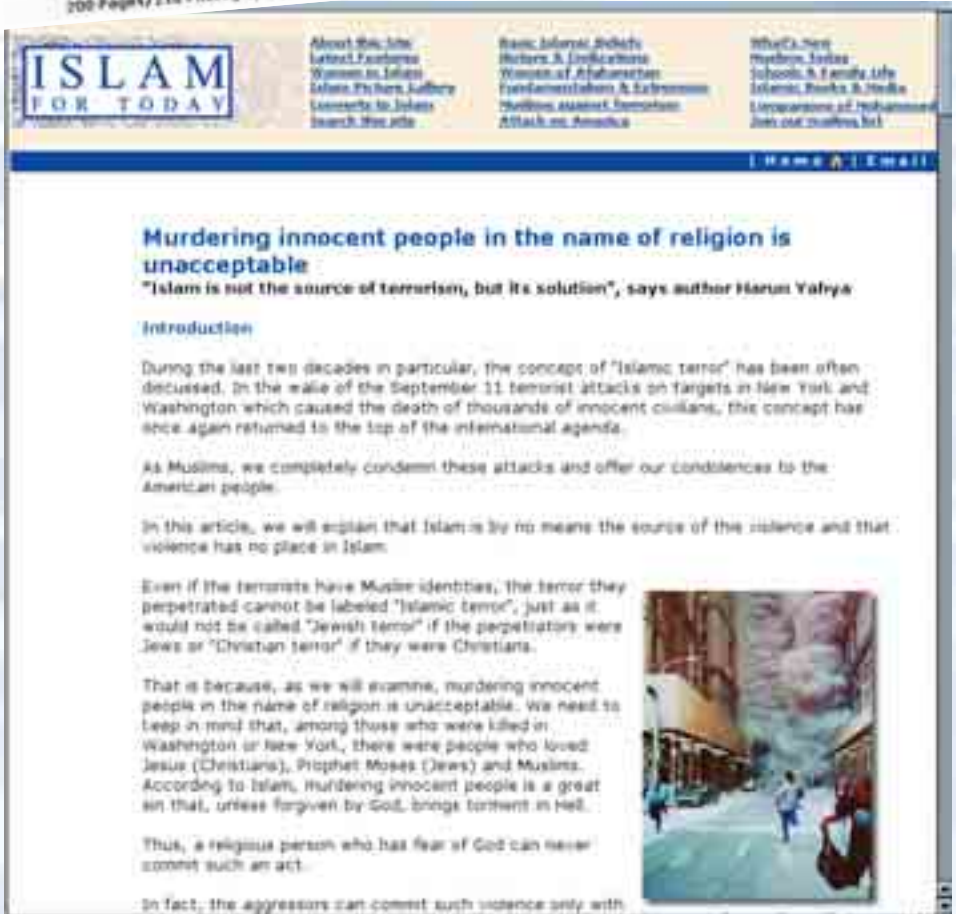 200 Pages/
ISLAM
FOR TODAY
About this Site
Latest Features
Women in Islam
Islam Picture Gallery
Converts to Islam
Search this site
Basic Islamic Beliefs
History & Civilizations
Women of Afghanistan
Fundamentalism & Extremism
Muslims against Terrorism
Attack on America
What's New
Muslims Today
Schools & Family Life
Islamic Books & Media
Companions of Mohammed
Join our mailing list
| Home | Email
Murdering innocent people in the name of religion is
unacceptable
"Islam is not the source of terrorism, but its solution", says author Harun Yahya
Introduction
During the last two decades in particular, the concept of "Islamic terror" has been often
discussed. In the wake of the September 11 terrorist attacks on targets in New York and
Washington which caused the death of thousands of innocent civilians, this concept has
once again returned to the top of the international agenda.
As Muslims, we completely condemn these attacks and offer our condolences to the
American people.
In this article, we will explain that Islam is by no means the source of this violence and that
violence has no place in Islam.
Even if the terrorists have Muslim identities, the terror they
perpetrated cannot be labeled "Islamic terror", just as it
would not be called "Jewish terror" if the perpetrators were
Jews or "Christian terror" if they were Christians.
That is because, as we will examine, murdering innocent
people in the name of religion is unacceptable. We need to
keep in mind that, among those who were killed in
Washington or New York, there were people who loved
Jesus (Christians), Prophet Moses (Jews) and Muslims.
According to Islam, murdering innocent people is a great
sin that, unless forgiven by God, brings torment in Hell.
Thus, a religious person who has fear of God can never
commit such an act.
In fact, the aggressors can commit such violence only with